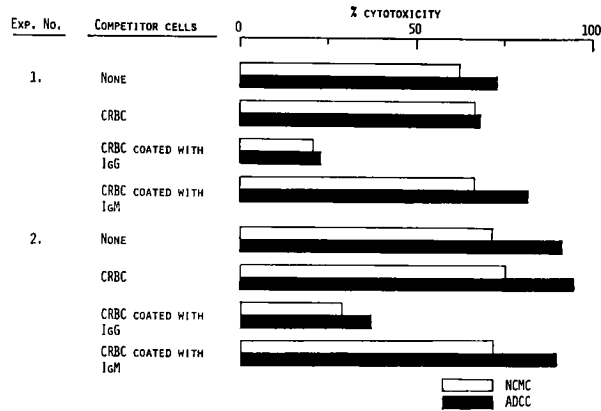 % CYTOTOXICITY
EXP. NO. COMPETITOR CELLS 0 50 100
1. NONE
CRBC
CRBC COATED WITH
IGG
CRBC COATED WITH
IGM
2. NONE
CRBC
CRBC COATED WITH
IGG
CRBC COATED WITH
IGM
NCMC
ADCC